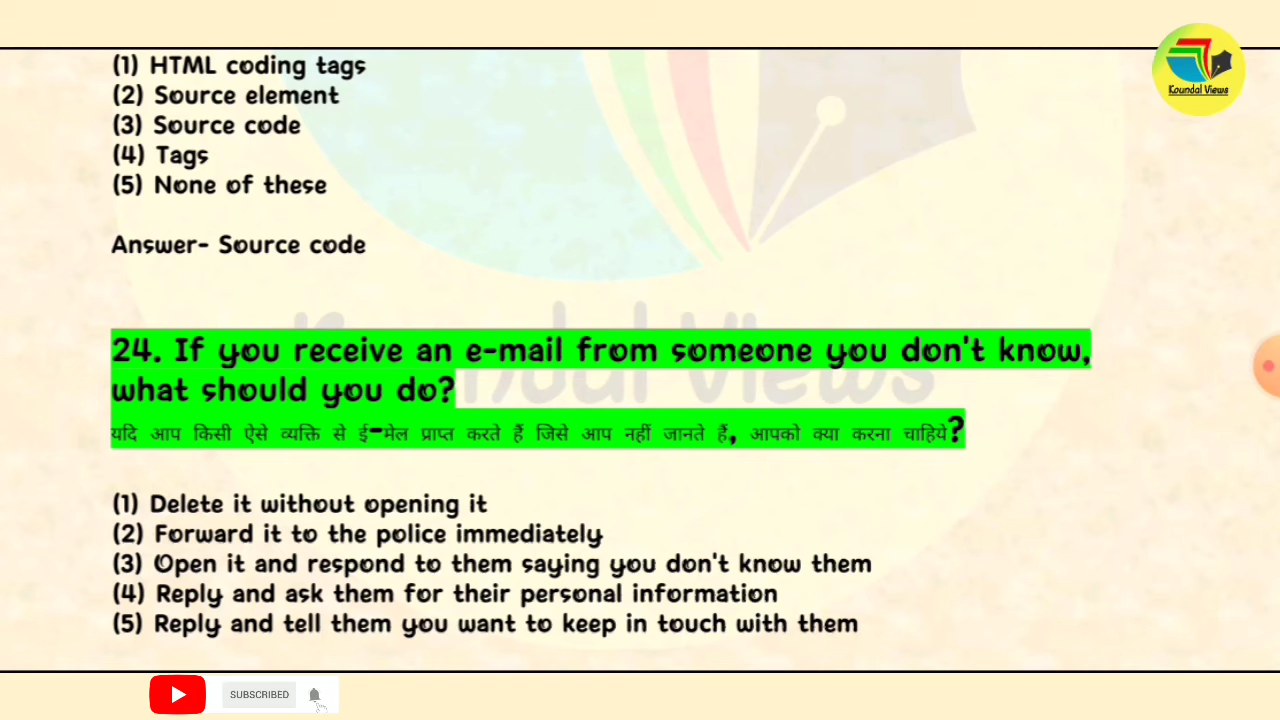 (1) HTML coding tags
(2) Source element
(3) Source code
(4) Tags
(5) None of these
Answer- Source code
24. If you receive an e-mail from someone you don't know,
what should you do?
यदि आप किसी ऐसे व्यक्ति से ई-मेल प्राप्त करते हैं जिसे आप नहीं जानते हैं, आपको क्या करना चाहिये?
(1) Delete it without opening it
(2) Forward it to the police immediately
(3) Open it and respond to them saying you don't know them
(4) Reply and ask them for their personal information
(5) Reply and tell them you want to keep in touch with them
Koundal Views
Koundal Views
SUBSCRIBED